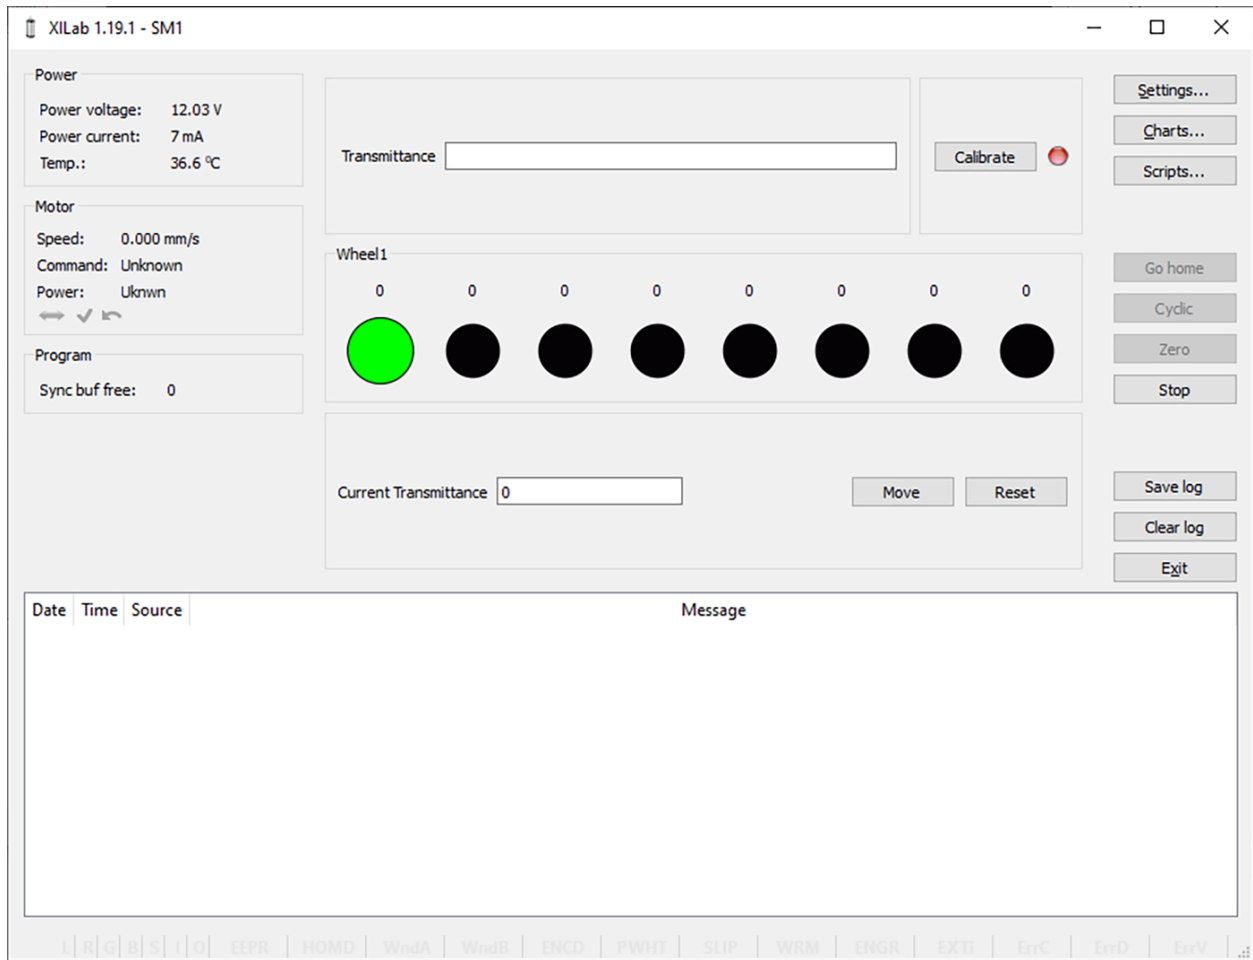 XILab 1.19.1 - SM1
Power
Power voltage: 12.03 V
Power current: 7 mA
Temp.: 36.6 ⁰C
Motor
Speed: 0.000 mm/s
Command: Unknown
Power: Uknwn
Program
Sync buf free: 0
Transmittance
Calibrate
Wheel1
0 0 0 0 0 0 0 0
Current Transmittance 0
Move Reset
Settings...
Charts...
Scripts...
Go home
Cyclic
Zero
Stop
Save log
Clear log
Exit
Date Time Source Message
L R G B S I O EEPR HOMD WndA WndB ENCD PWHT SLIP WRM ENGR EXTi ErrC ErrD ErrV